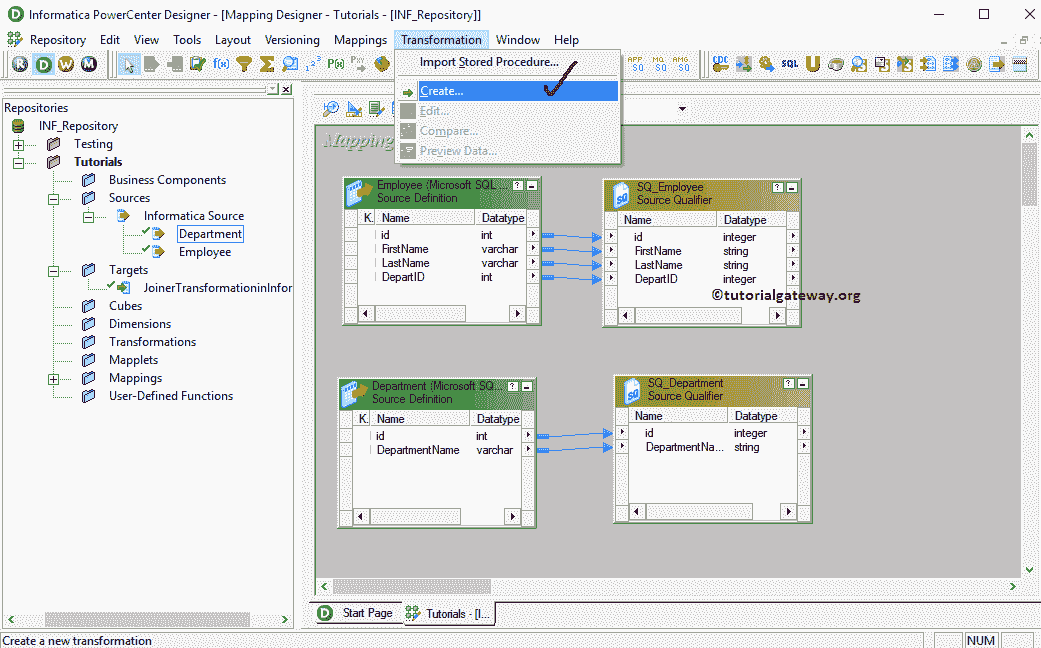 Informatica PowerCenter Designer - [Mapping Designer - Tutorials - [INF_Repository]]
Repository Edit View Tools Layout Versioning Mappings Transformation Window Help
Import Stored Procedure...
Create...
Edit...
Compare...
Preview Data...
Repositories
INF_Repository
Testing
Tutorials
Business Components
Sources
Informatica Source
Department
Employee
Targets
JoinerTransformationinInfor
Cubes
Dimensions
Transformations
Mapplets
Mappings
User-Defined Functions
Mapping
Employee (Microsoft SQL ...
Source Definition
K. Name Datatype
id int
FirstName varchar
LastName varchar
DepartID int
SQ_Employee
Source Qualifier
Name Datatype
id integer
FirstName string
LastName string
DepartID integer
©tutorialgateway.org
Department (Microsoft SQ...
Source Definition
K. Name Datatype
id int
DepartmentName varchar
SQ_Department
Source Qualifier
Name Datatype
id integer
DepartmentNa... string
Start Page Tutorials - [I...
Create a new transformation NUM